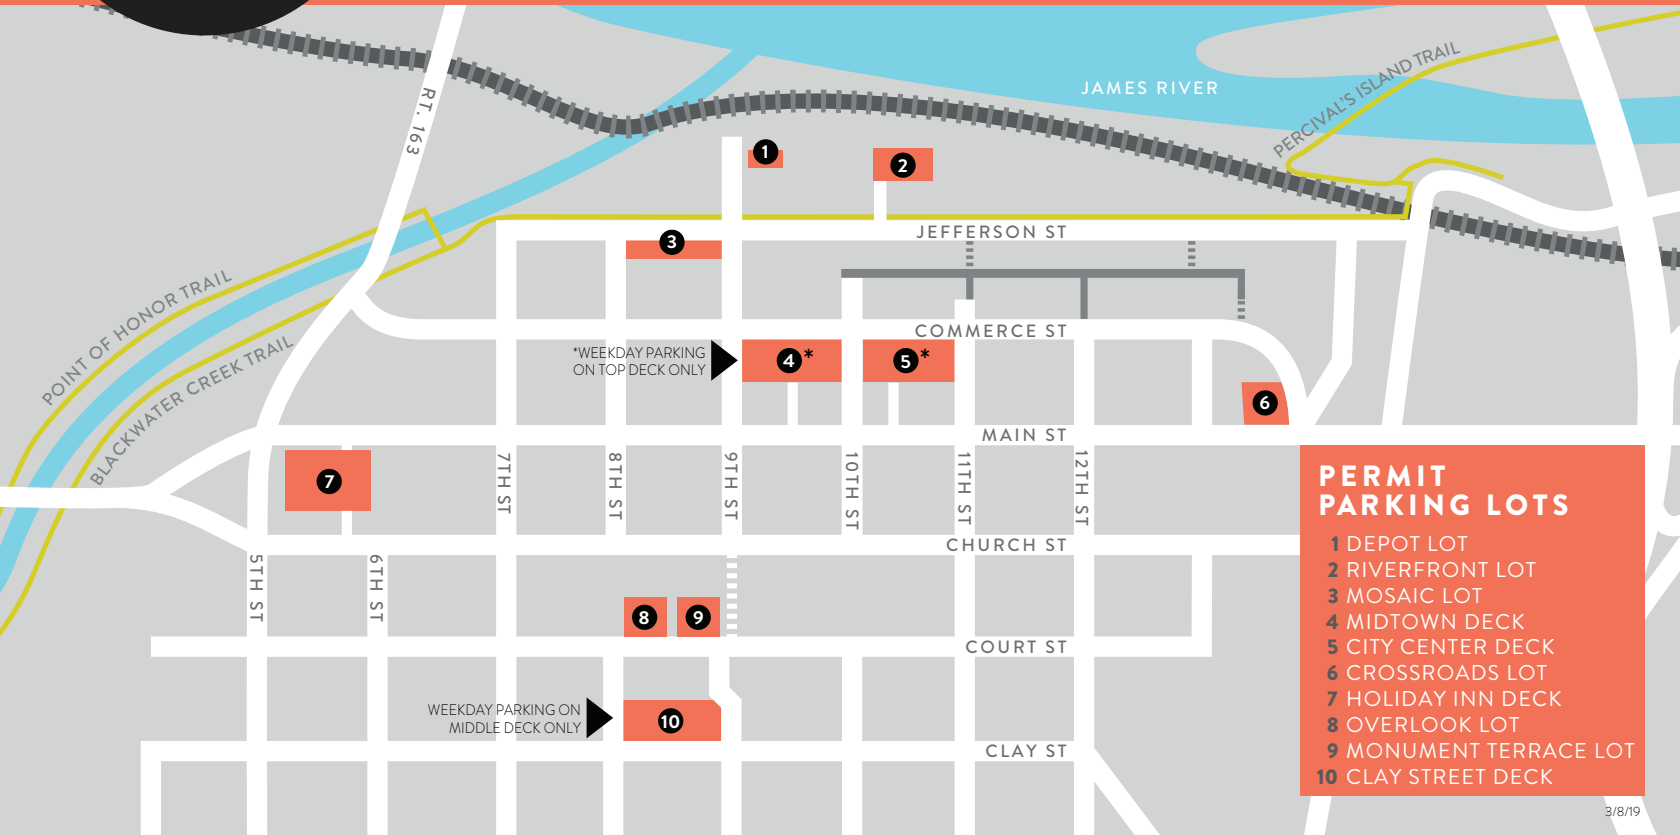 JAMES RIVER
PERCIVAL'S ISLAND TRAIL
RT. 163
1
2
JEFFERSON ST
3
POINT OF HONOR TRAIL
BLACKWATER CREEK TRAIL
COMMERCE ST
*WEEKDAY PARKING
ON TOP DECK ONLY
4*
5*
6
MAIN ST
7
7TH ST
8TH ST
9TH ST
10TH ST
11TH ST
12TH ST
CHURCH ST
5TH ST
6TH ST
8
9
COURT ST
WEEKDAY PARKING ON
MIDDLE DECK ONLY
10
CLAY ST
PERMIT
PARKING LOTS
1 DEPOT LOT
2 RIVERFRONT LOT
3 MOSAIC LOT
4 MIDTOWN DECK
5 CITY CENTER DECK
6 CROSSROADS LOT
7 HOLIDAY INN DECK
8 OVERLOOK LOT
9 MONUMENT TERRACE LOT
10 CLAY STREET DECK
3/8/19